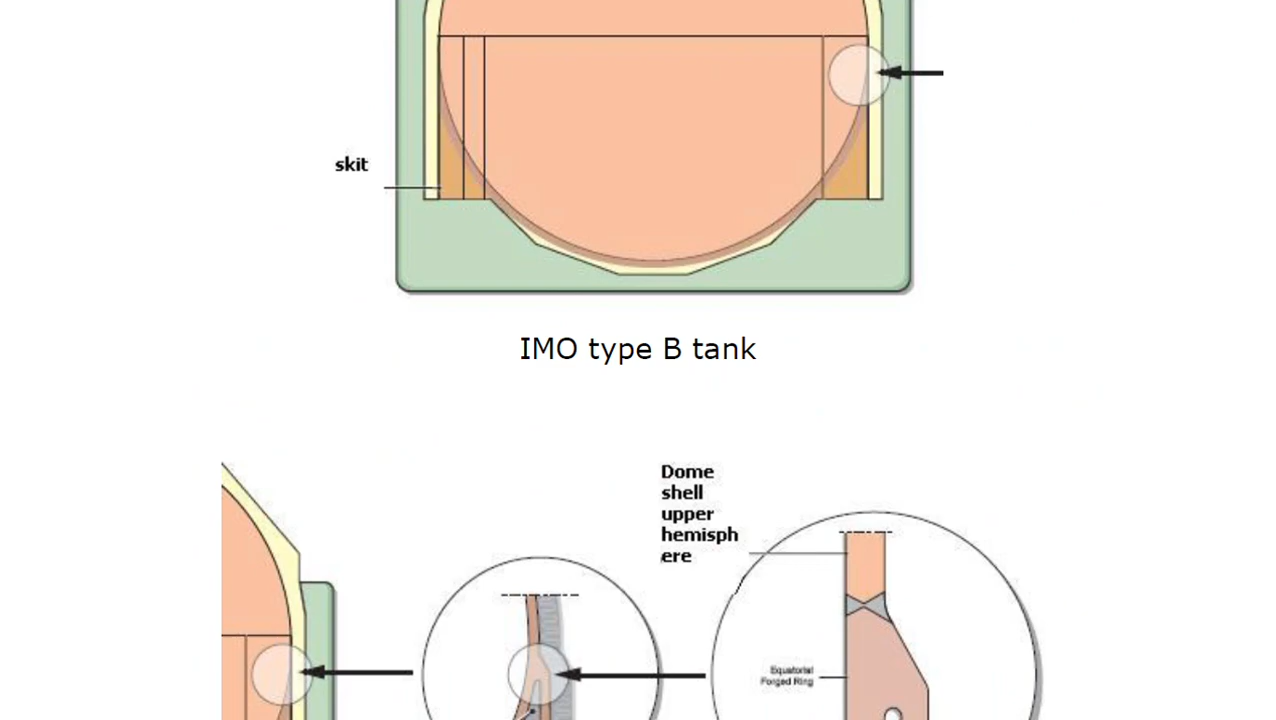 skit
IMO type B tank
Dome
shell
upper
hemisph
ere
Equatorial
Forged Ring